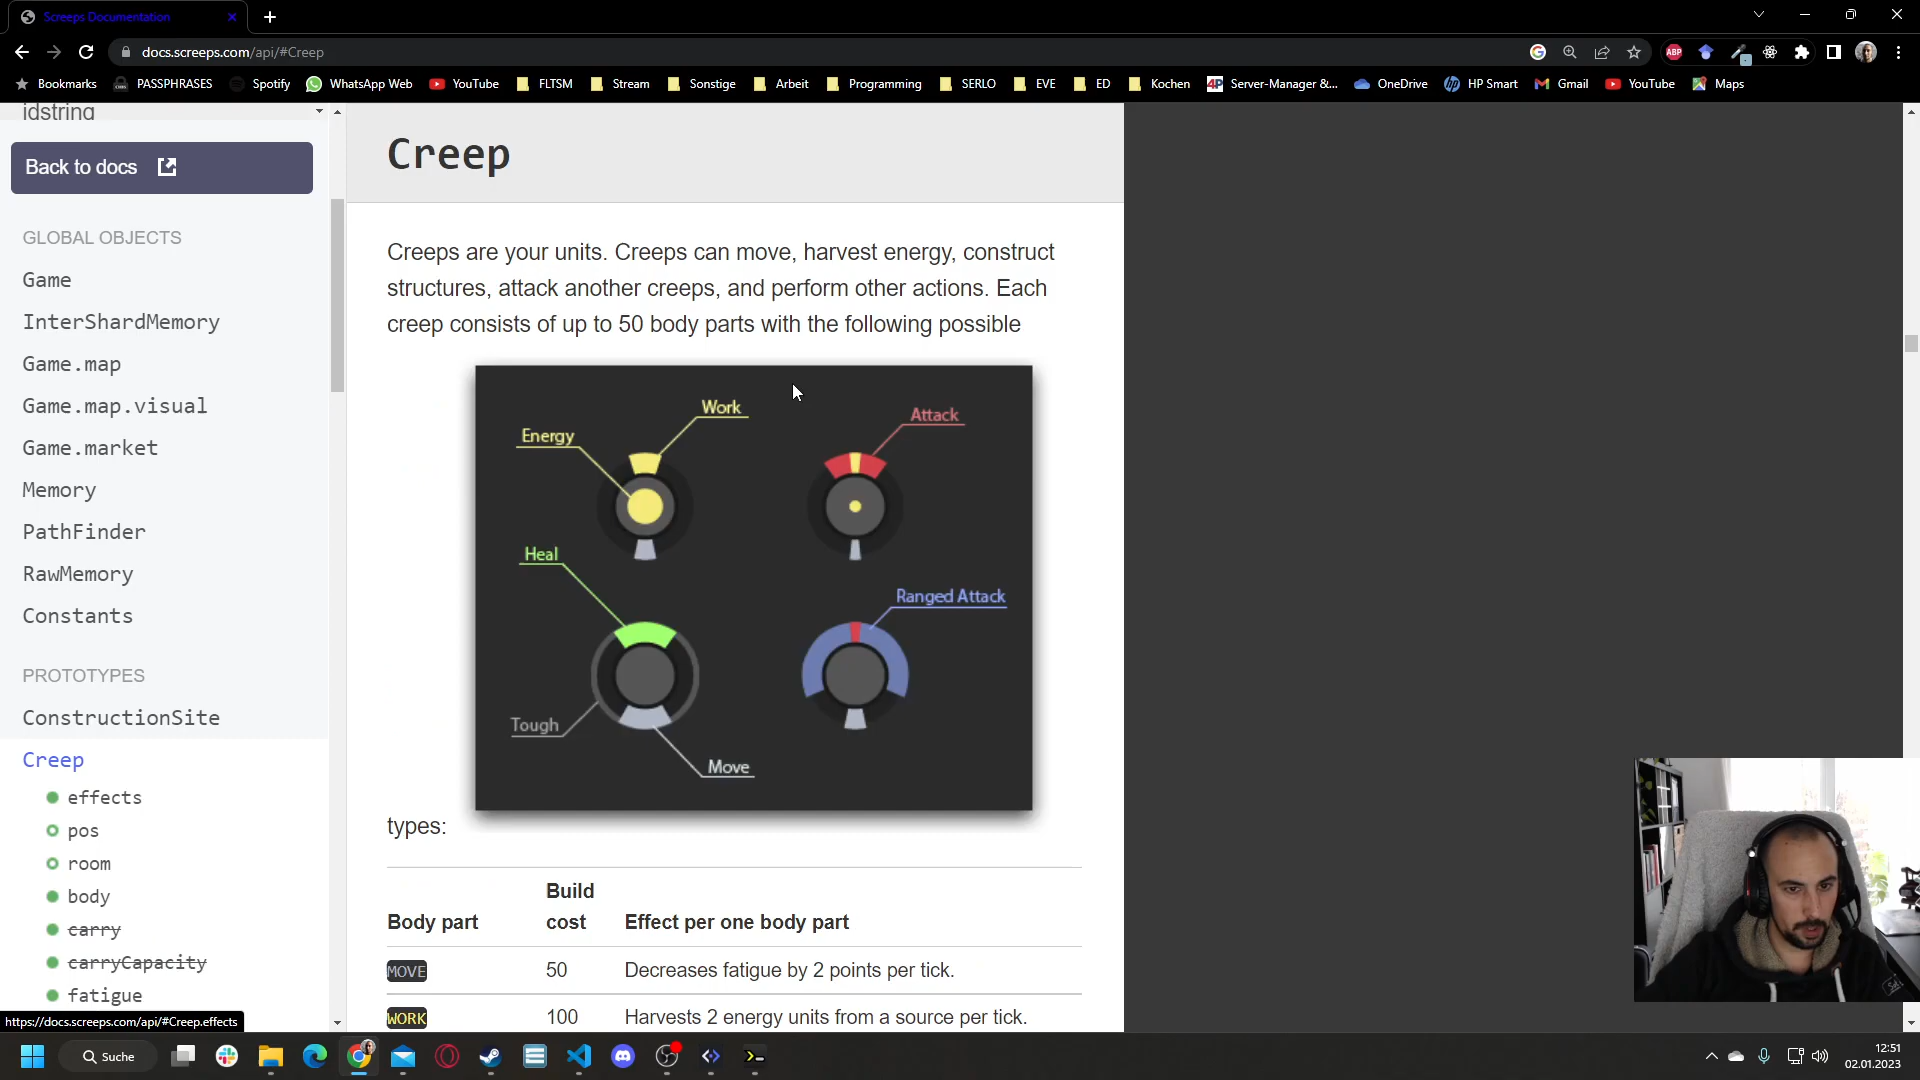 Screeps Documentation
docs.screeps.com/api/#Creep
ABP
Bookmarks PASSPHRASES Spotify WhatsApp Web YouTube FLTSM Stream Sonstige Arbeit Programming SERLO EVE ED Kochen 4P Server-Manager &... OneDrive HP Smart Gmail YouTube Maps
idstring
Back to docs
GLOBAL OBJECTS
Game
InterShardMemory
Game.map
Game.map.visual
Game.market
Memory
PathFinder
RawMemory
Constants
PROTOTYPES
ConstructionSite
Creep
effects
pos
room
body
carry
carryCapacity
fatigue
https://docs.screeps.com/api/#Creep.effects
Creep
Creeps are your units. Creeps can move, harvest energy, construct
structures, attack another creeps, and perform other actions. Each
creep consists of up to 50 body parts with the following possible
Work
Attack
Energy
Heal
Ranged Attack
Tough
Move
types:
Body part Build cost Effect per one body part
MOVE 50 Decreases fatigue by 2 points per tick.
WORK 100 Harvests 2 energy units from a source per tick.
Suche
12:51
02.01.2023